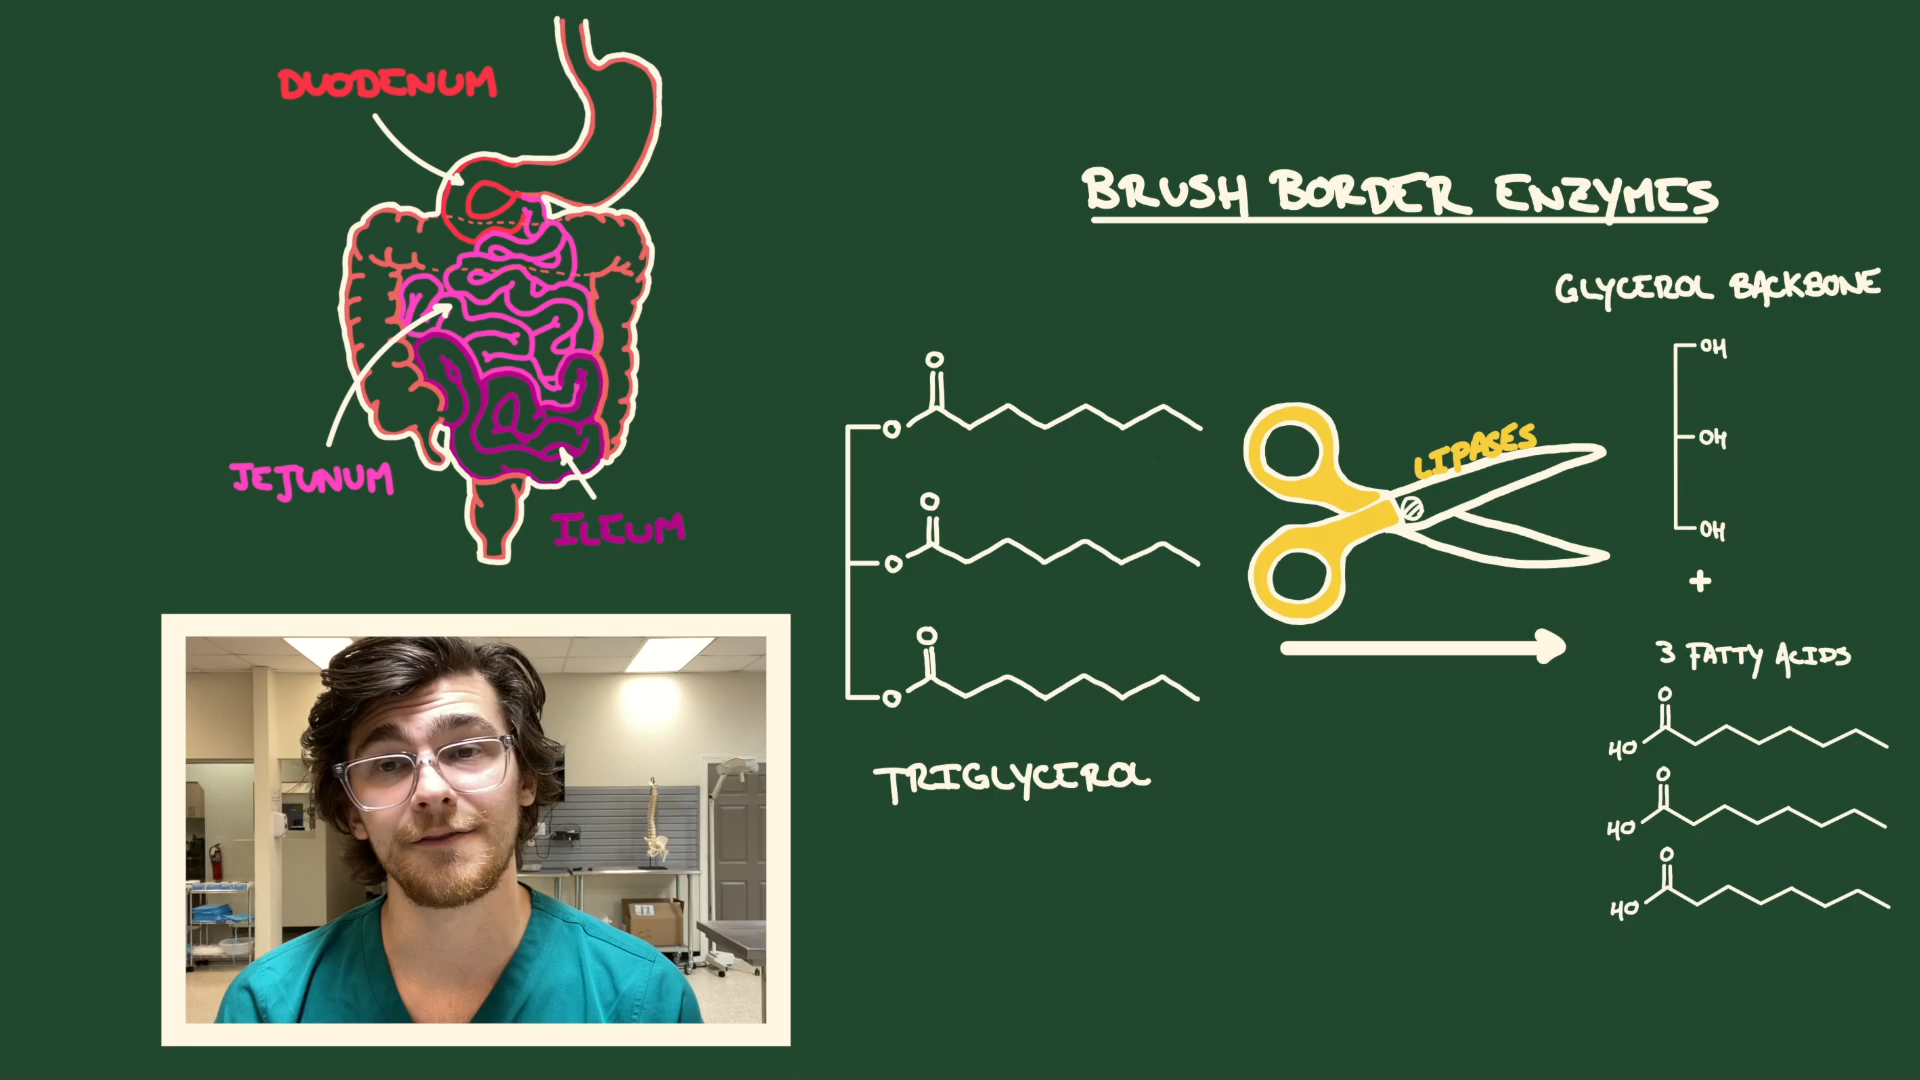 DUODENUM
JEJUNUM
ILEUM
BRUSH BORDER ENZYMES
O
O
O
O
O
O
TRIGLYCEROL
LIPASES
GLYCEROL BACKBONE
OH
OH
OH
+
3 FATTY ACIDS
O
HO
O
HO
O
HO